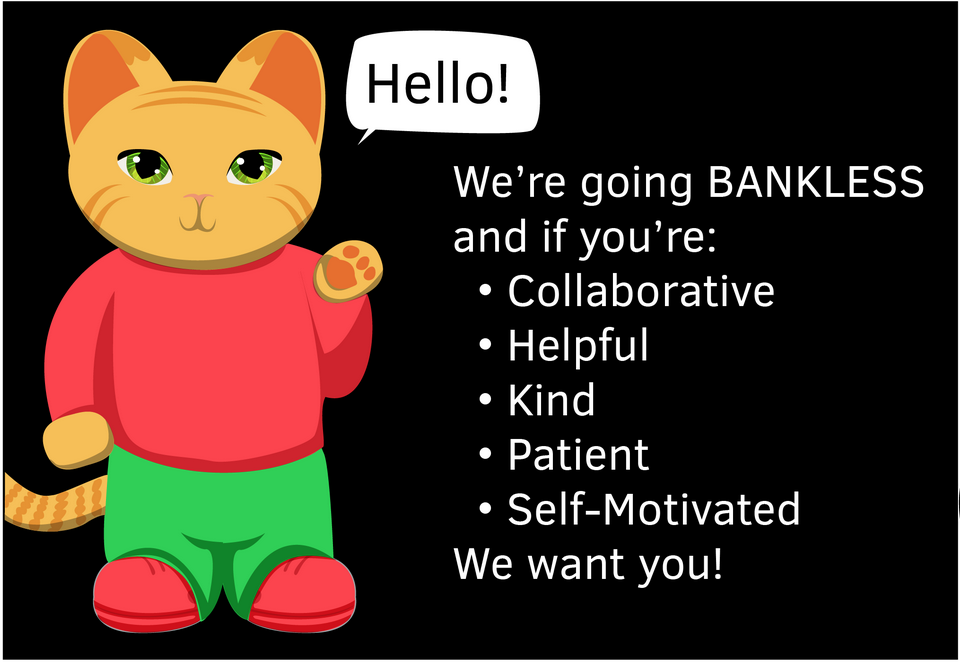 Hello!
We’re going BANKLESS
and if you’re:
• Collaborative
• Helpful
• Kind
• Patient
• Self-Motivated
We want you!